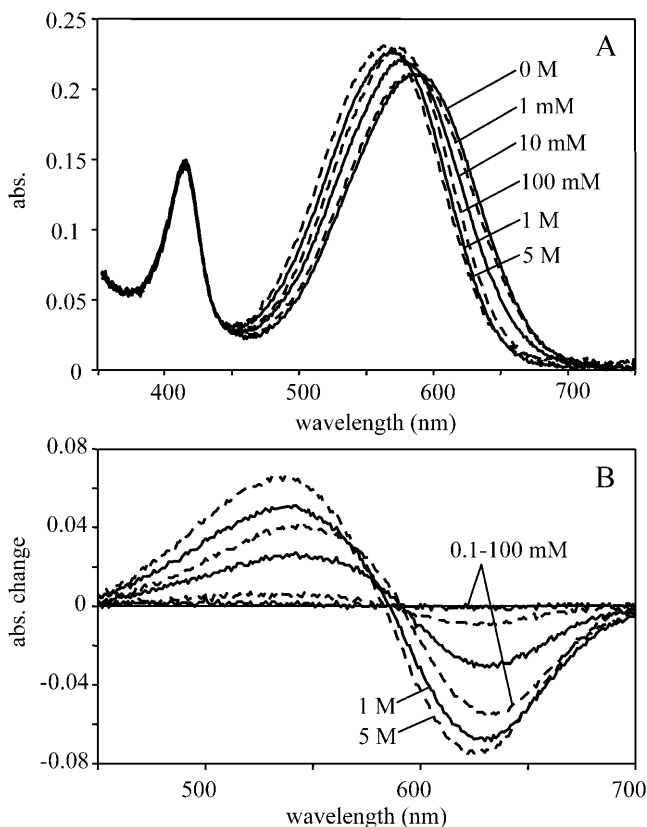 A
0.25
0.2
0.15
0.1
0.05
0
abs.
0 M
1 mM
10 mM
100 mM
1 M
5 M
400
500
600
700
wavelength (nm)
B
0.08
0.04
0
-0.04
-0.08
abs. change
0.1-100 mM
1 M
5 M
500
600
700
wavelength (nm)